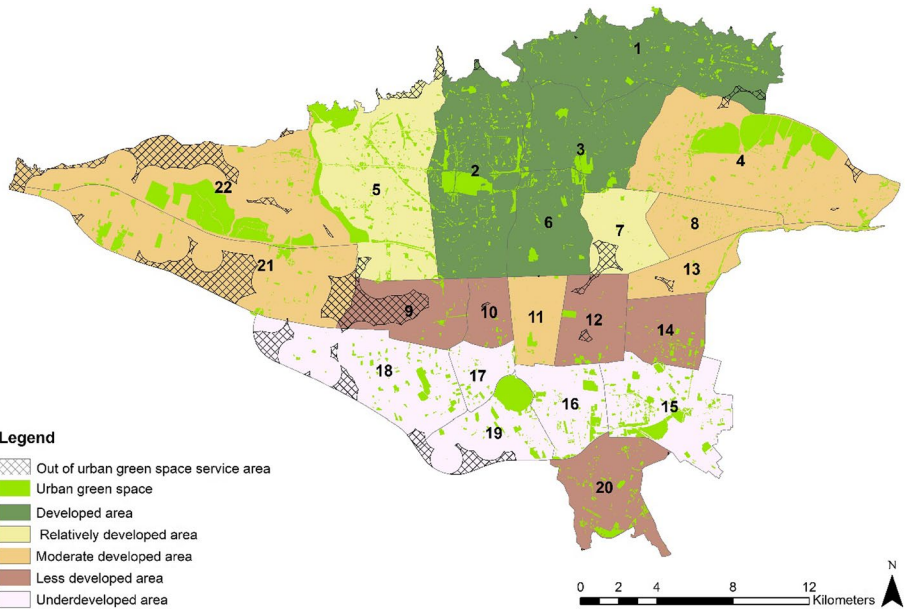 1
2
3
4
5
6
7
8
9
10
11
12
13
14
15
16
17
18
19
20
21
22
Legend
Out of urban green space service area
Urban green space
Developed area
Relatively developed area
Moderate developed area
Less developed area
Underdeveloped area
0 2 4 8 12
Kilometers
N